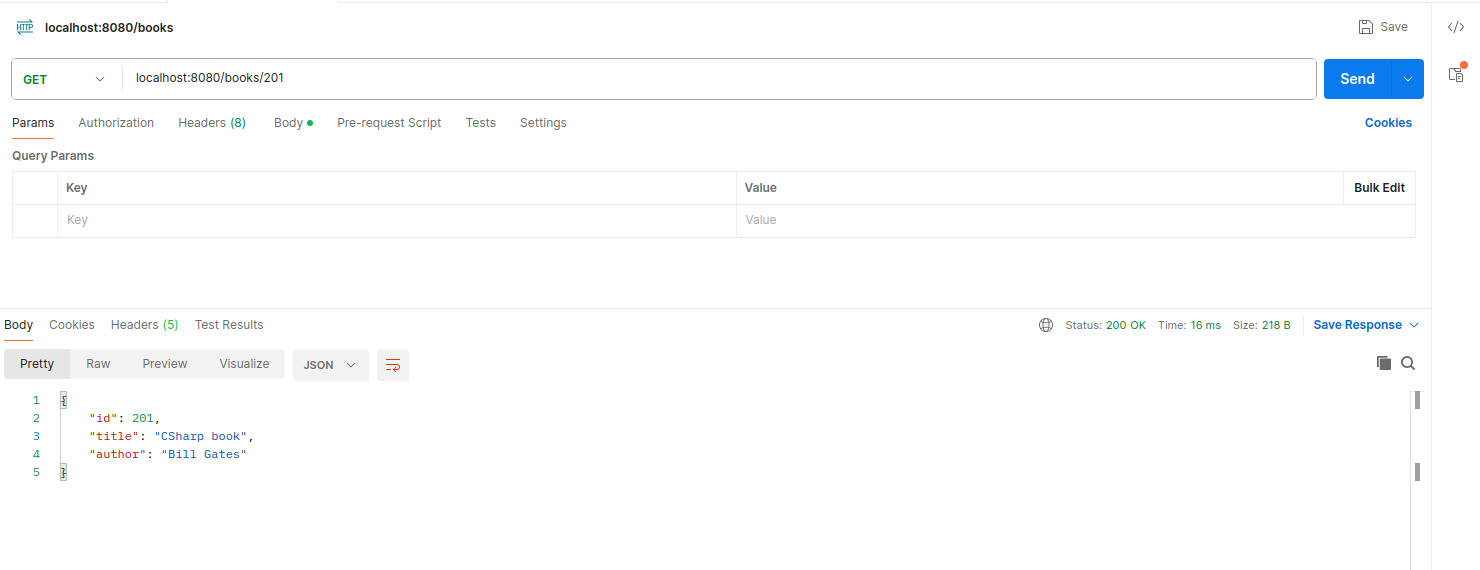 HTTP localhost:8080/books Save
GET localhost:8080/books/201 Send
Params Authorization Headers (8) Body Pre-request Script Tests Settings Cookies
Query Params
Key Value Bulk Edit
Key Value
Body Cookies Headers (5) Test Results Status: 200 OK Time: 16 ms Size: 218 B Save Response
Pretty Raw Preview Visualize JSON
1 {
2 "id": 201,
3 "title": "CSharp book",
4 "author": "Bill Gates"
5 }